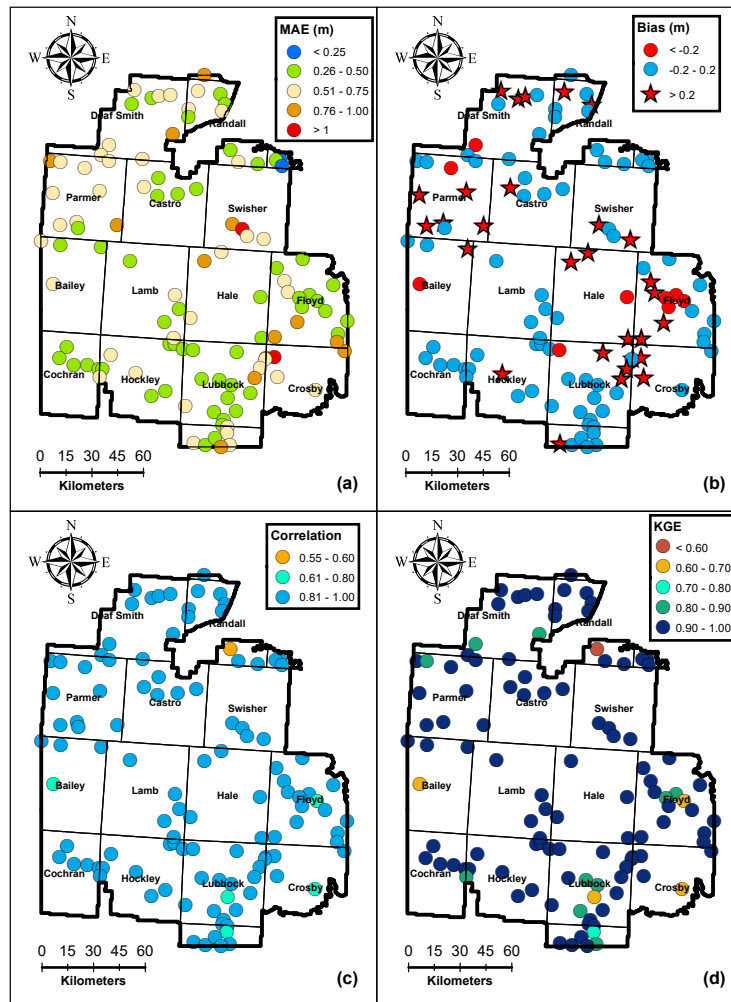 N
W
E
S
MAE (m)
< 0.25
0.26 - 0.50
0.51 - 0.75
0.76 - 1.00
> 1
Deaf Smith
Randall
Parmer
Castro
Swisher
Bailey
Lamb
Hale
Floyd
Cochran
Hockley
Lubbock
Crosby
0 15 30 45 60
Kilometers
(a)
N
W
E
S
Bias (m)
< -0.2
-0.2 - 0.2
> 0.2
Deaf Smith
Randall
Parmer
Castro
Swisher
Bailey
Lamb
Hale
Floyd
Cochran
Hockley
Lubbock
Crosby
0 15 30 45 60
Kilometers
(b)
N
W
E
S
Correlation
0.55 - 0.60
0.61 - 0.80
0.81 - 1.00
Deaf Smith
Randall
Parmer
Castro
Swisher
Bailey
Lamb
Hale
Floyd
Cochran
Hockley
Lubbock
Crosby
0 15 30 45 60
Kilometers
(c)
N
W
E
S
KGE
< 0.60
0.60 - 0.70
0.70 - 0.80
0.80 - 0.90
0.90 - 1.00
Deaf Smith
Randall
Parmer
Castro
Swisher
Bailey
Lamb
Hale
Floyd
Cochran
Hockley
Lubbock
Crosby
0 15 30 45 60
Kilometers
(d)